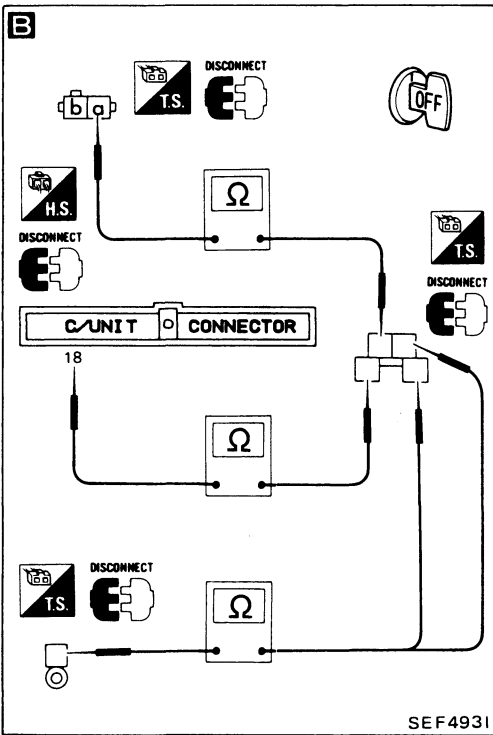 B
DISCONNECT
T.S.
OFF
b a
Ω
H.S.
DISCONNECT
T.S.
DISCONNECT
C/UNIT CONNECTOR
18
Ω
DISCONNECT
T.S.
Ω
SEF493I